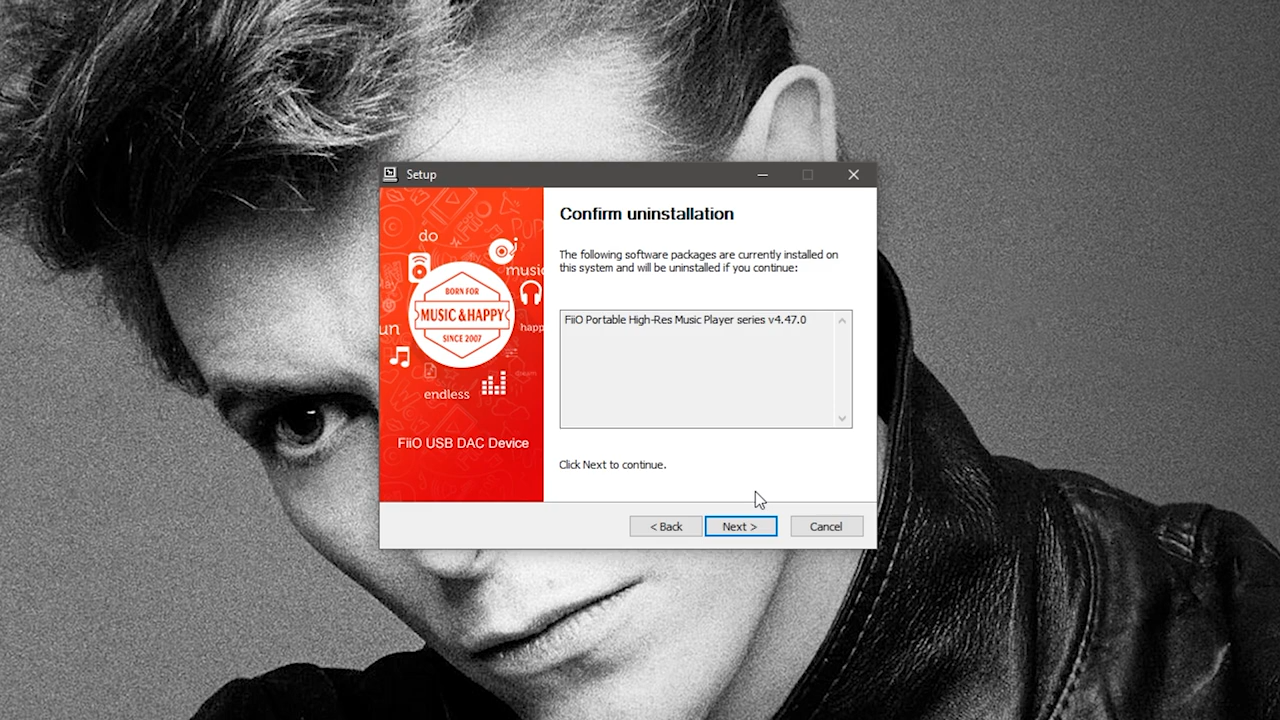 Setup
do
music
BORN FOR
MUSIC & HAPPY
SINCE 2007
un
happ
endless
FiiO USB DAC Device
Confirm uninstallation
The following software packages are currently installed on
this system and will be uninstalled if you continue:
FiiO Portable High-Res Music Player series v4.47.0
Click Next to continue.
< Back
Next >
Cancel